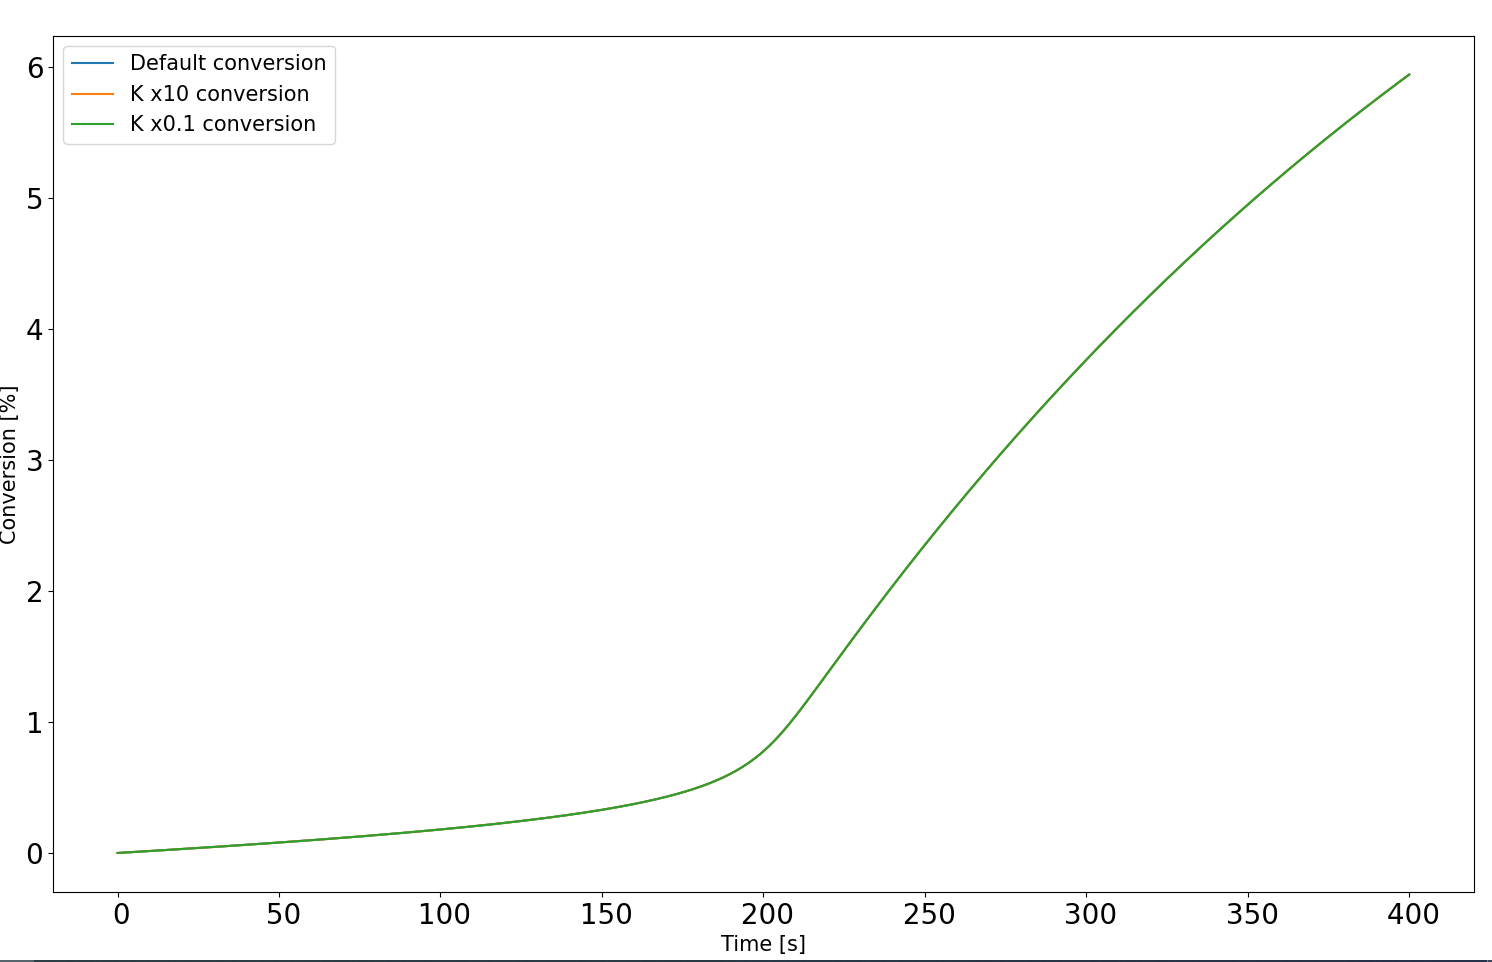 Default conversion
K x10 conversion
K x0.1 conversion
6
5
4
3
2
1
0
Conversion [%]
0 50 100 150 200 250 300 350 400
Time [s]